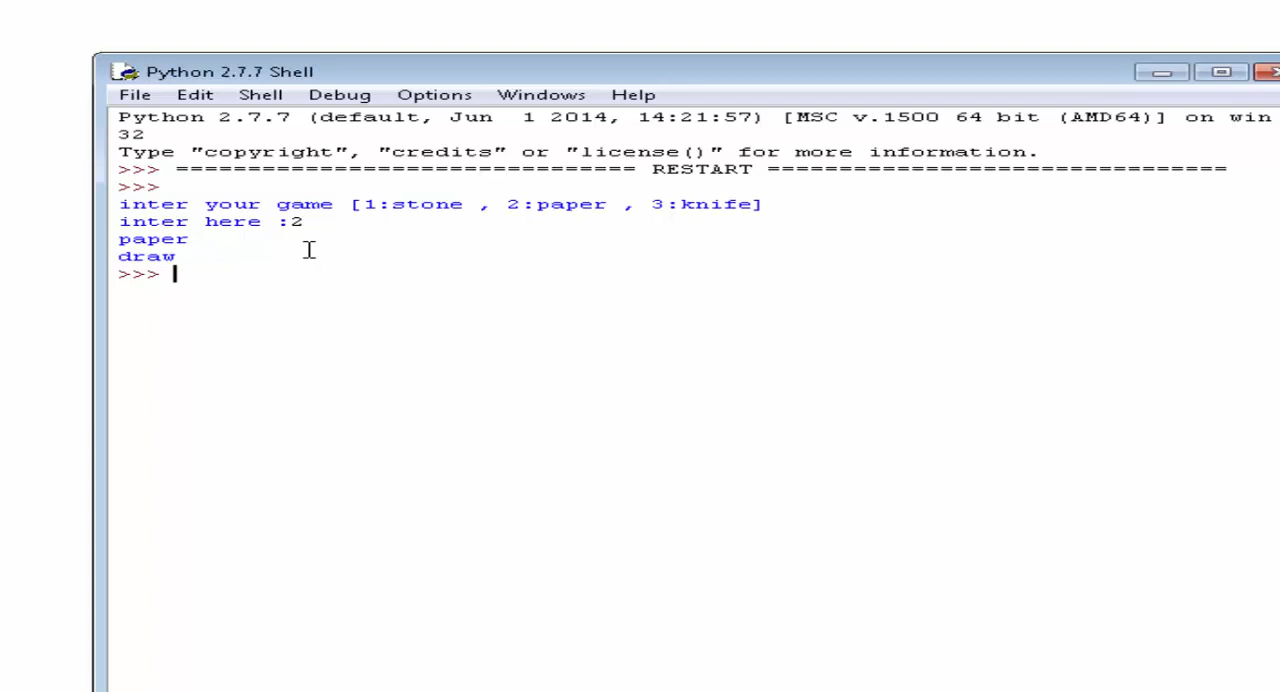 Python 2.7.7 Shell
File Edit Shell Debug Options Windows Help
Python 2.7.7 (default, Jun  1 2014, 14:21:57) [MSC v.1500 64 bit (AMD64)] on win
32
Type "copyright", "credits" or "license()" for more information.
>>> ================================ RESTART ================================
>>>
inter your game [1:stone , 2:paper , 3:knife]
inter here :2
paper
draw
>>>